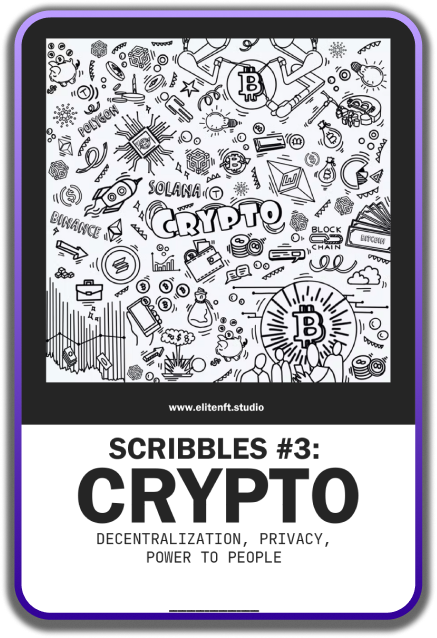 POLYGON
SOLANA
CRYPTO
BINANCE
BLOCK
CHAIN
BITCOIN
www.elitenft.studio
SCRIBBLES #3:
CRYPTO
DECENTRALIZATION, PRIVACY,
POWER TO PEOPLE